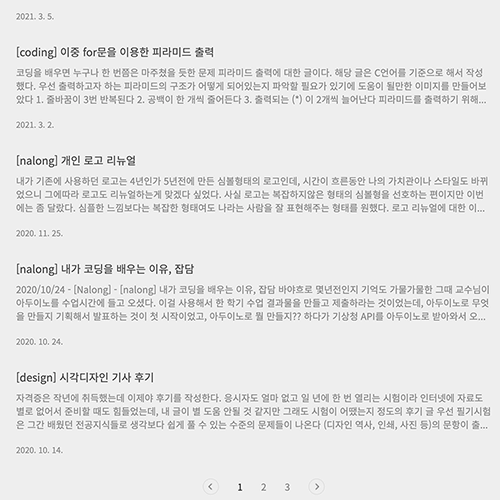 2021. 3. 5.
[coding] 이중 for문을 이용한 피라미드 출력
코딩을 배우면 누구나 한 번쯤은 마주쳤을 듯한 문제 피라미드 출력에 대한 글이다. 해당 글은 C언어를 기준으로 해서 작성
했다. 우선 출력하고자 하는 피라미드의 구조가 어떻게 되어있는지 파악할 필요가 있기에 도움이 될만한 이미지를 만들어보
았다 1. 줄바꿈이 3번 반복된다 2. 공백이 한 개씩 줄어든다 3. 출력되는 (*) 이 2개씩 늘어난다 피라미드를 출력하기 위해...
2021. 3. 2.
[nalong] 개인 로고 리뉴얼
내가 기존에 사용하던 로고는 4년인가 5년전에 만든 심볼형태의 로고인데, 시간이 흐른동안 나의 가치관이나 스타일도 바뀌
었으니 그에따라 로고도 리뉴얼하는게 맞겠다 싶었다. 사실 로고는 복잡하지않은 형태의 심볼형을 선호하는 편이지만 이번
에는 좀 달랐다. 심플한 느낌보다는 복잡한 형태여도 나라는 사람을 잘 표현해주는 형태를 원했다. 로고 리뉴얼에 대한 이...
2020. 11. 25.
[nalong] 내가 코딩을 배우는 이유, 잡담
2020/10/24 - [Nalong] - [nalong] 내가 코딩을 배우는 이유, 잡담 바야흐로 몇년전인지 기억도 가물가물한 그때 교수님이
아두이노를 수업시간에 들고 오셨다. 이걸 사용해서 한 학기 수업 결과물을 만들고 제출하라는 것이었는데, 아두이노로 무엇
을 만들지 기획해서 발표하는 것이 첫 시작이었고, 아두이노로 뭘 만들지?? 하다가 기상청 API를 아두이노로 받아와서 오...
2020. 10. 24.
[design] 시각디자인 기사 후기
자격증은 작년에 취득했는데 이제야 후기를 작성한다. 응시자도 얼마 없고 일 년에 한 번 열리는 시험이라 인터넷에 자료도
별로 없어서 준비할 때도 힘들었는데, 내 글이 별 도움 안될 것 같지만 그래도 시험이 어땠는지 정도의 후기 글 우선 필기시험
은 그간 배웠던 전공지식들로 생각보다 쉽게 풀 수 있는 수준의 문제들이 나온다 (디자인 역사, 인쇄, 사진 등)의 문항이 출...
2020. 10. 14.
1 2 3